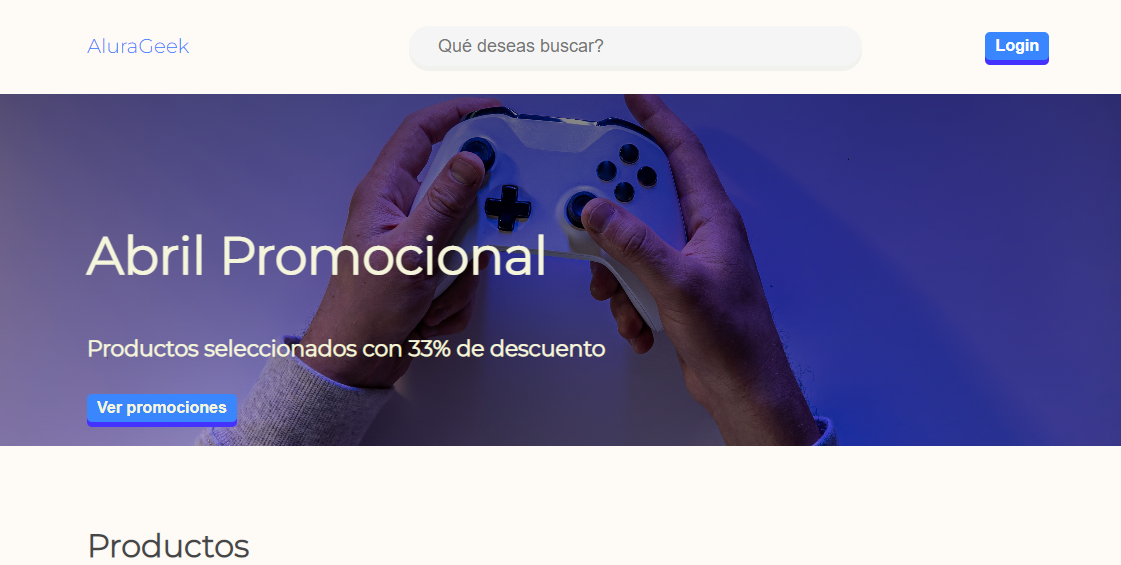 AluraGeek
Qué deseas buscar?
Login
Abril Promocional
Productos seleccionados con 33% de descuento
Ver promociones
Productos